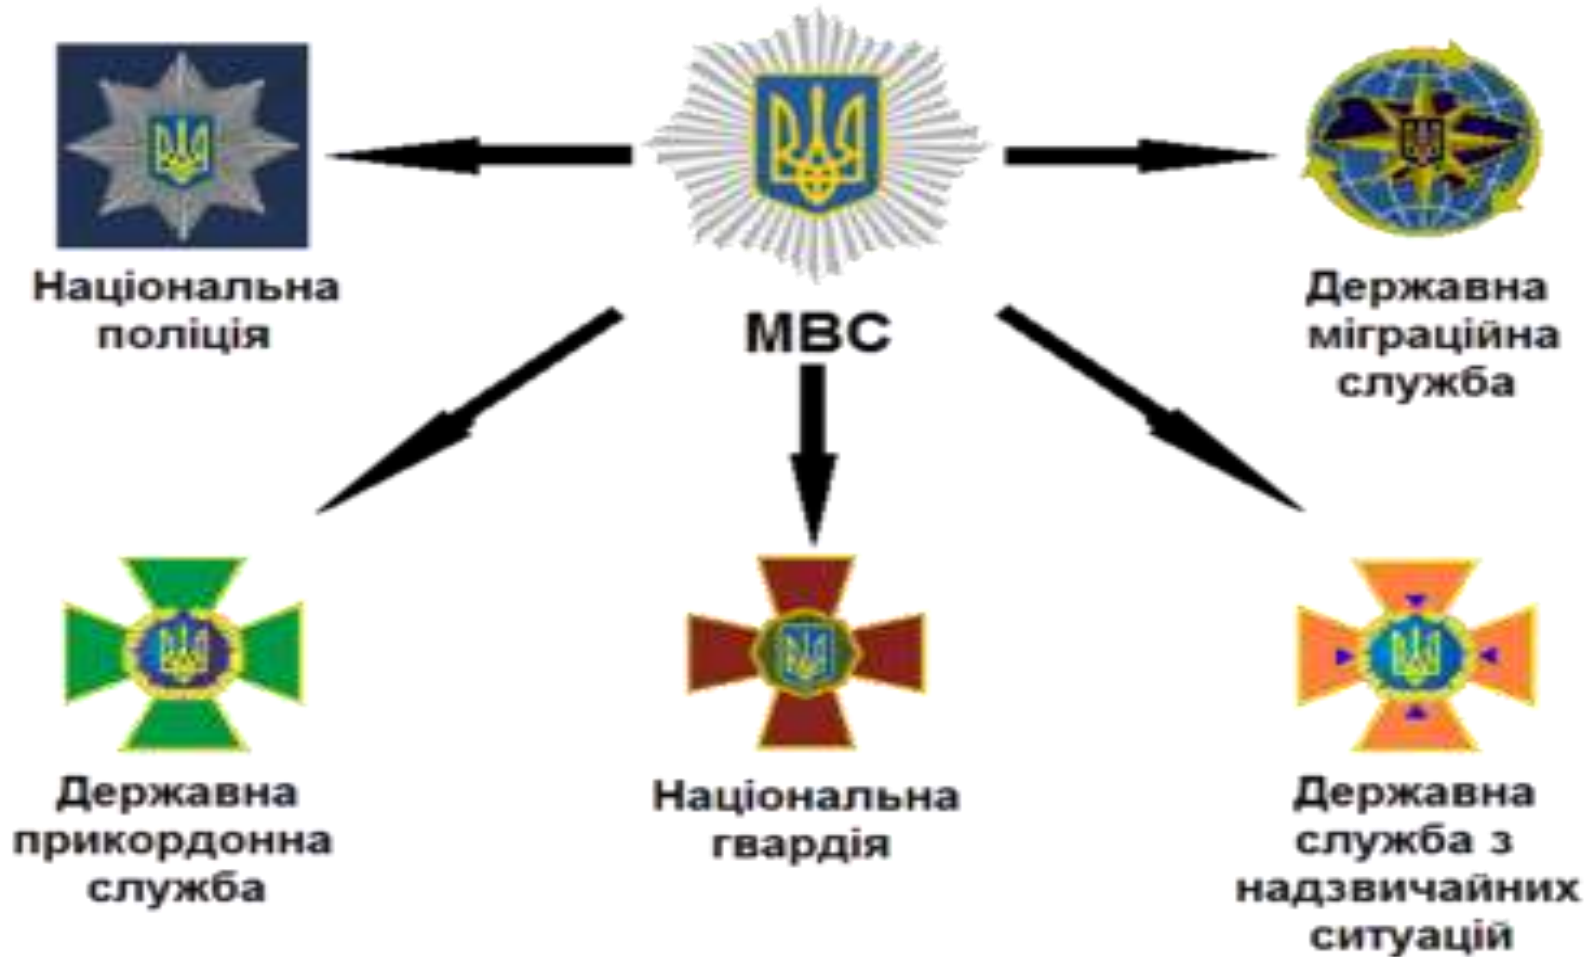 Національна
поліція
МВС
Державна
міграційна
служба
Державна
прикордонна
служба
Національна
гвардія
Державна
служба з
надзвичайних
ситуацій